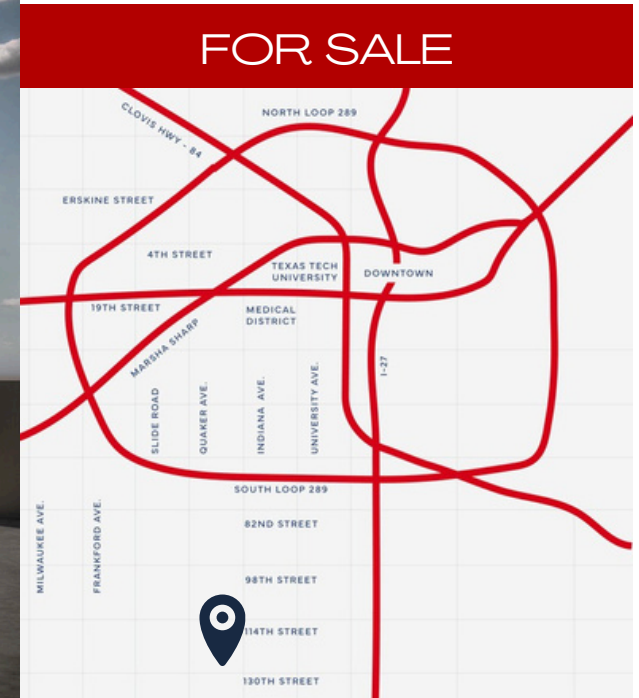 FOR SALE
CLOVIS HWY - 84
NORTH LOOP 289
ERSKINE STREET
4TH STREET
TEXAS TECH
UNIVERSITY
DOWNTOWN
19TH STREET
MEDICAL
DISTRICT
MARSHA SHARP
I-27
SLIDE ROAD
QUAKER AVE.
INDIANA AVE.
UNIVERSITY AVE.
SOUTH LOOP 289
MILWAUKEE AVE.
FRANKFORD AVE.
82ND STREET
98TH STREET
114TH STREET
130TH STREET